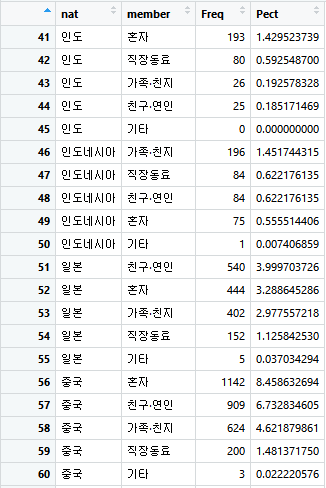 nat member Freq Pect
41 인도 혼자 193 1.429523739
42 인도 직장동료 80 0.592548700
43 인도 가족·친지 26 0.192578328
44 인도 친구·연인 25 0.185171469
45 인도 기타 0 0.000000000
46 인도네시아 가족·친지 196 1.451744315
47 인도네시아 직장동료 84 0.622176135
48 인도네시아 친구·연인 84 0.622176135
49 인도네시아 혼자 75 0.555514406
50 인도네시아 기타 1 0.007406859
51 일본 친구·연인 540 3.999703726
52 일본 혼자 444 3.288645286
53 일본 가족·친지 402 2.977557218
54 일본 직장동료 152 1.125842530
55 일본 기타 5 0.037034294
56 중국 혼자 1142 8.458632694
57 중국 친구·연인 909 6.732834605
58 중국 가족·친지 624 4.621879861
59 중국 직장동료 200 1.481371750
60 중국 기타 3 0.022220576